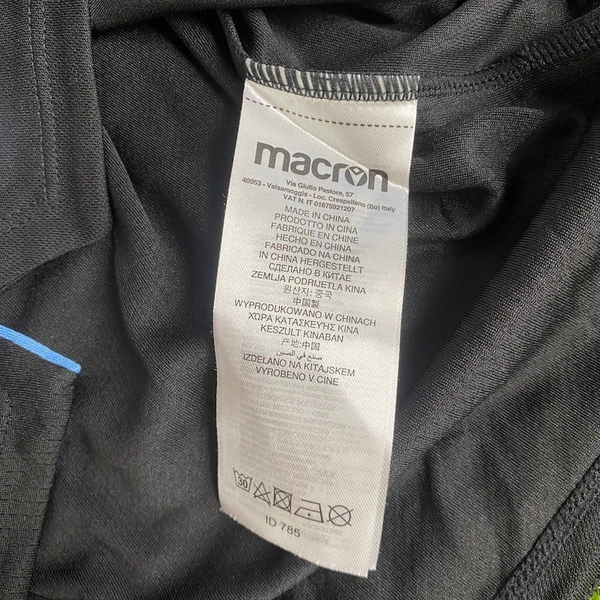 macron
Via Giulio Pastore, 57
40053 - Valsamoggia - Loc. Crespellano (Bo) Italy
VAT N. IT 01675921207
MADE IN CHINA
PRODOTTO IN CINA
FABRIQUE EN CHINE
HECHO EN CHINA
FABRICADO NA CHINA
IN CHINA HERGESTELLT
СДЕЛАНО В КИТАЕ
ZEMLJA PODRIJETLA KINA
원산지: 중국
中国製
WYPRODUKOWANO W CHINACH
ΧΩΡΑ ΚΑΤΑΣΚΕΥΗΣ ΚΙΝΑ
KESZULT KINABAN
产地:中国
صنع في الصين
IZDELANO NA KITAJSKEM
VYROBENO V CINE
30
ID 785